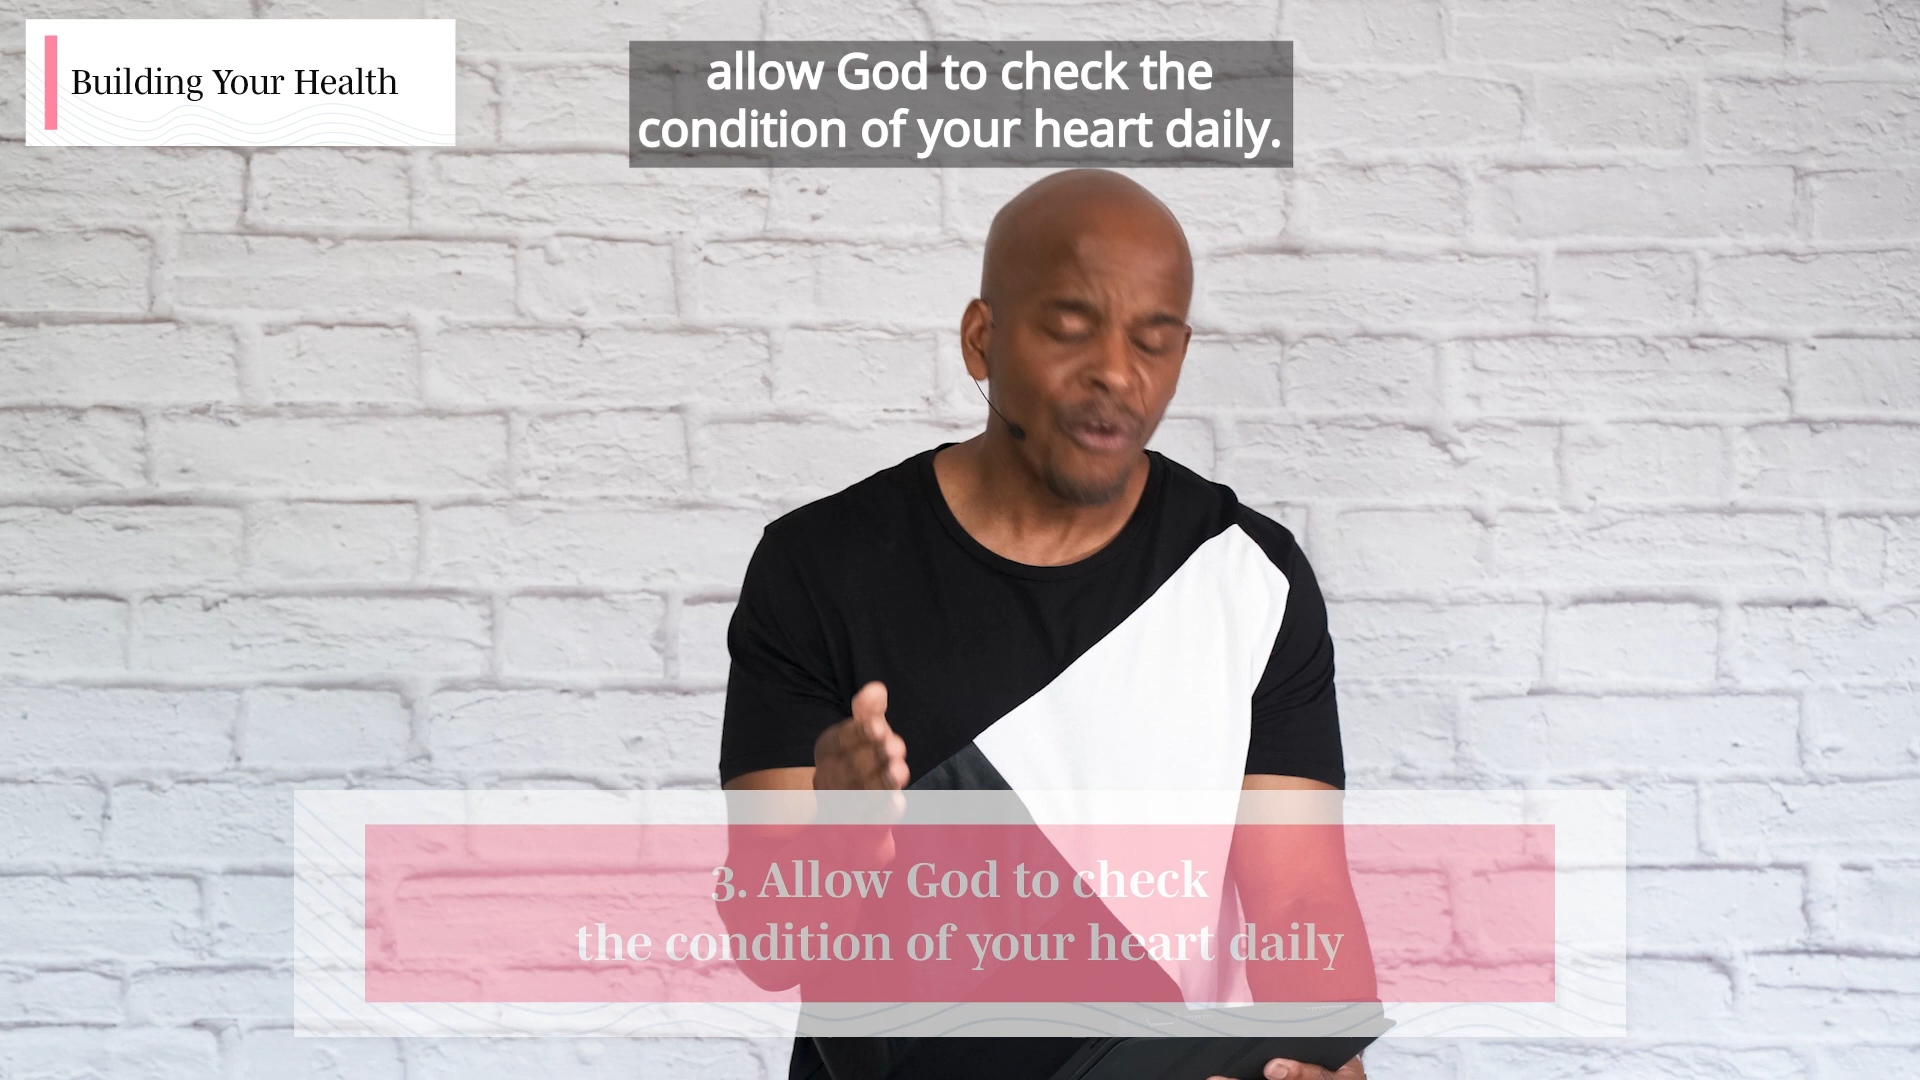 Building Your Health
allow God to check the
condition of your heart daily.
3. Allow God to check
the condition of your heart daily